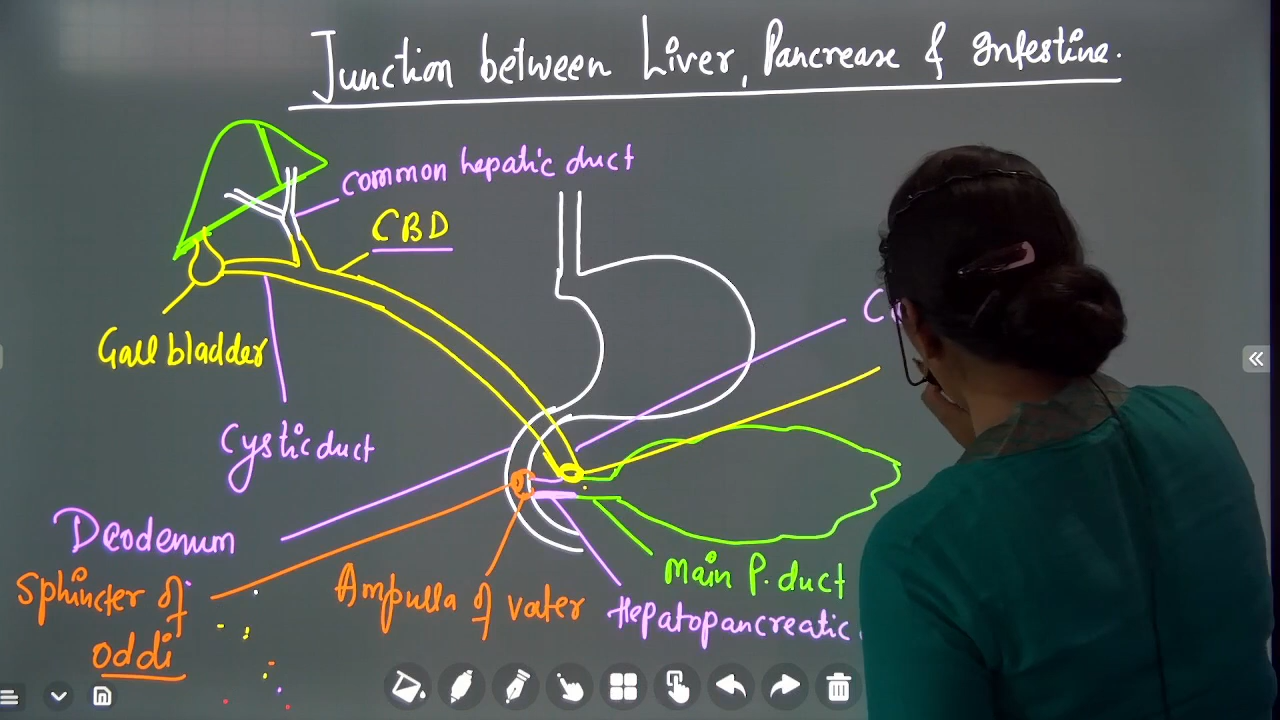 Junction between Liver, Pancrease & Intestine.
Common hepatic duct
CBD
Gall bladder
Cystic duct
Deodenum
Sphincter of
oddi
Ampulla of vater
Main P. duct
Hepatopancreatic